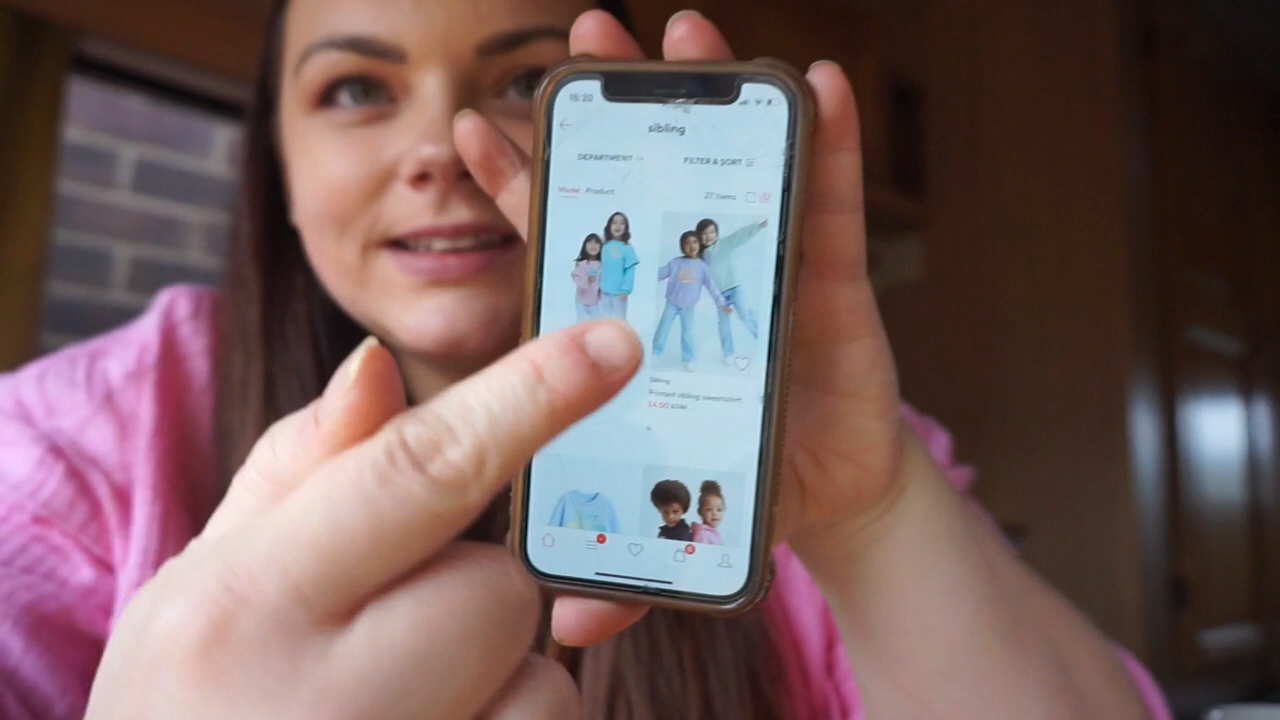 15:20
sibling
DEPARTMENT
FILTER & SORT
Model Product
27 items
Sibling
Printed sibling sweatshirt